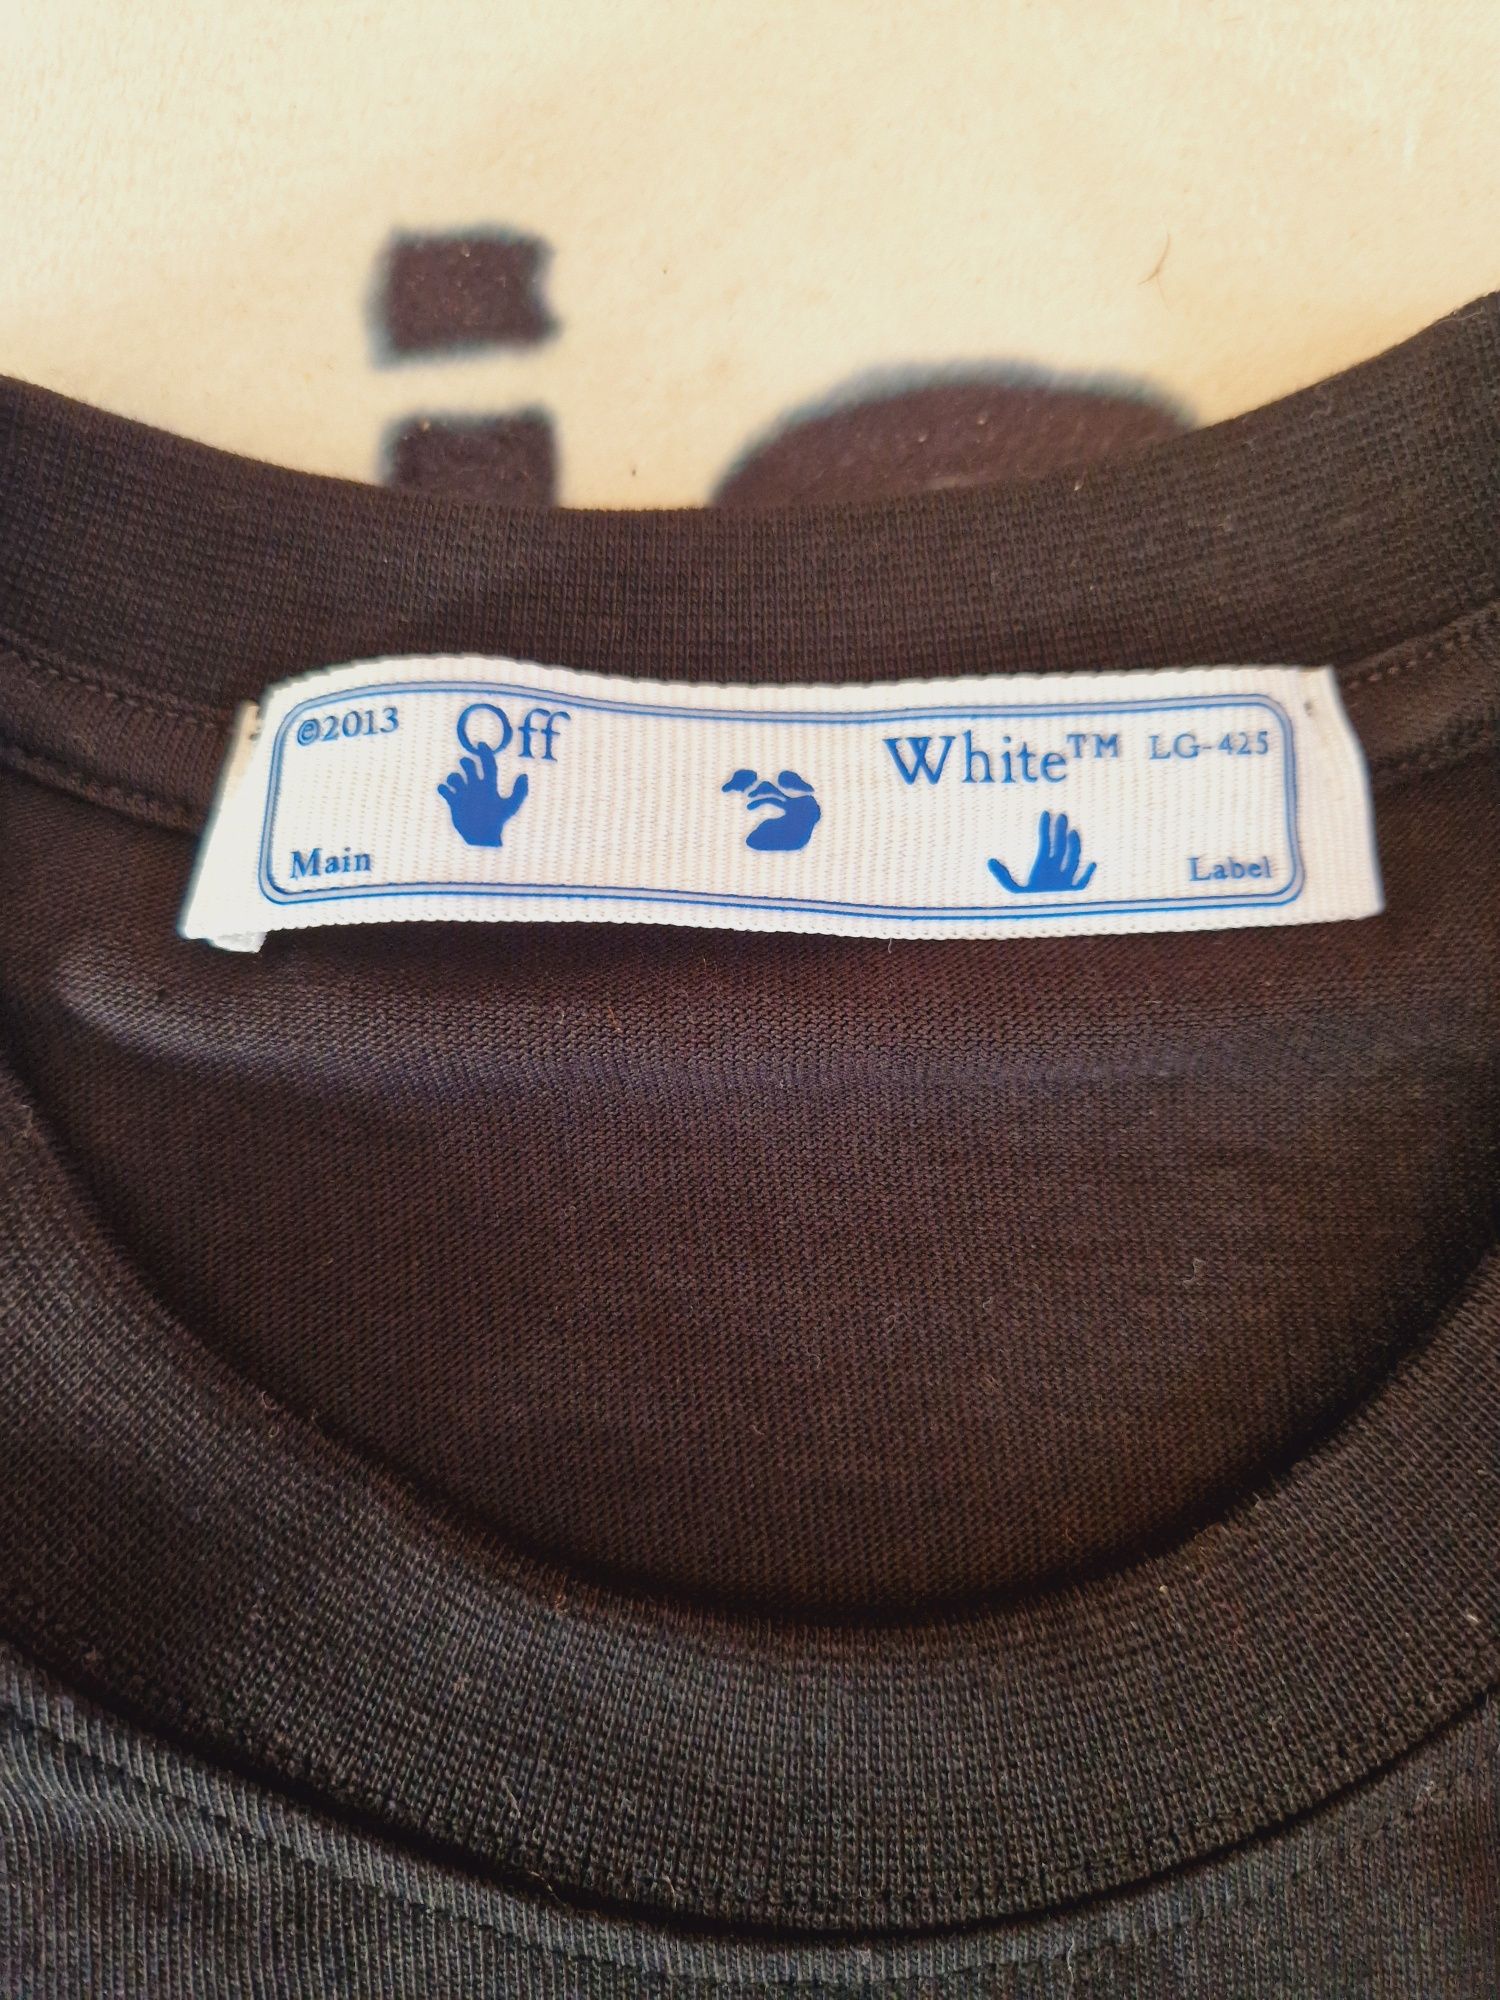 ©2013 Off White™ LG-425
Main Label